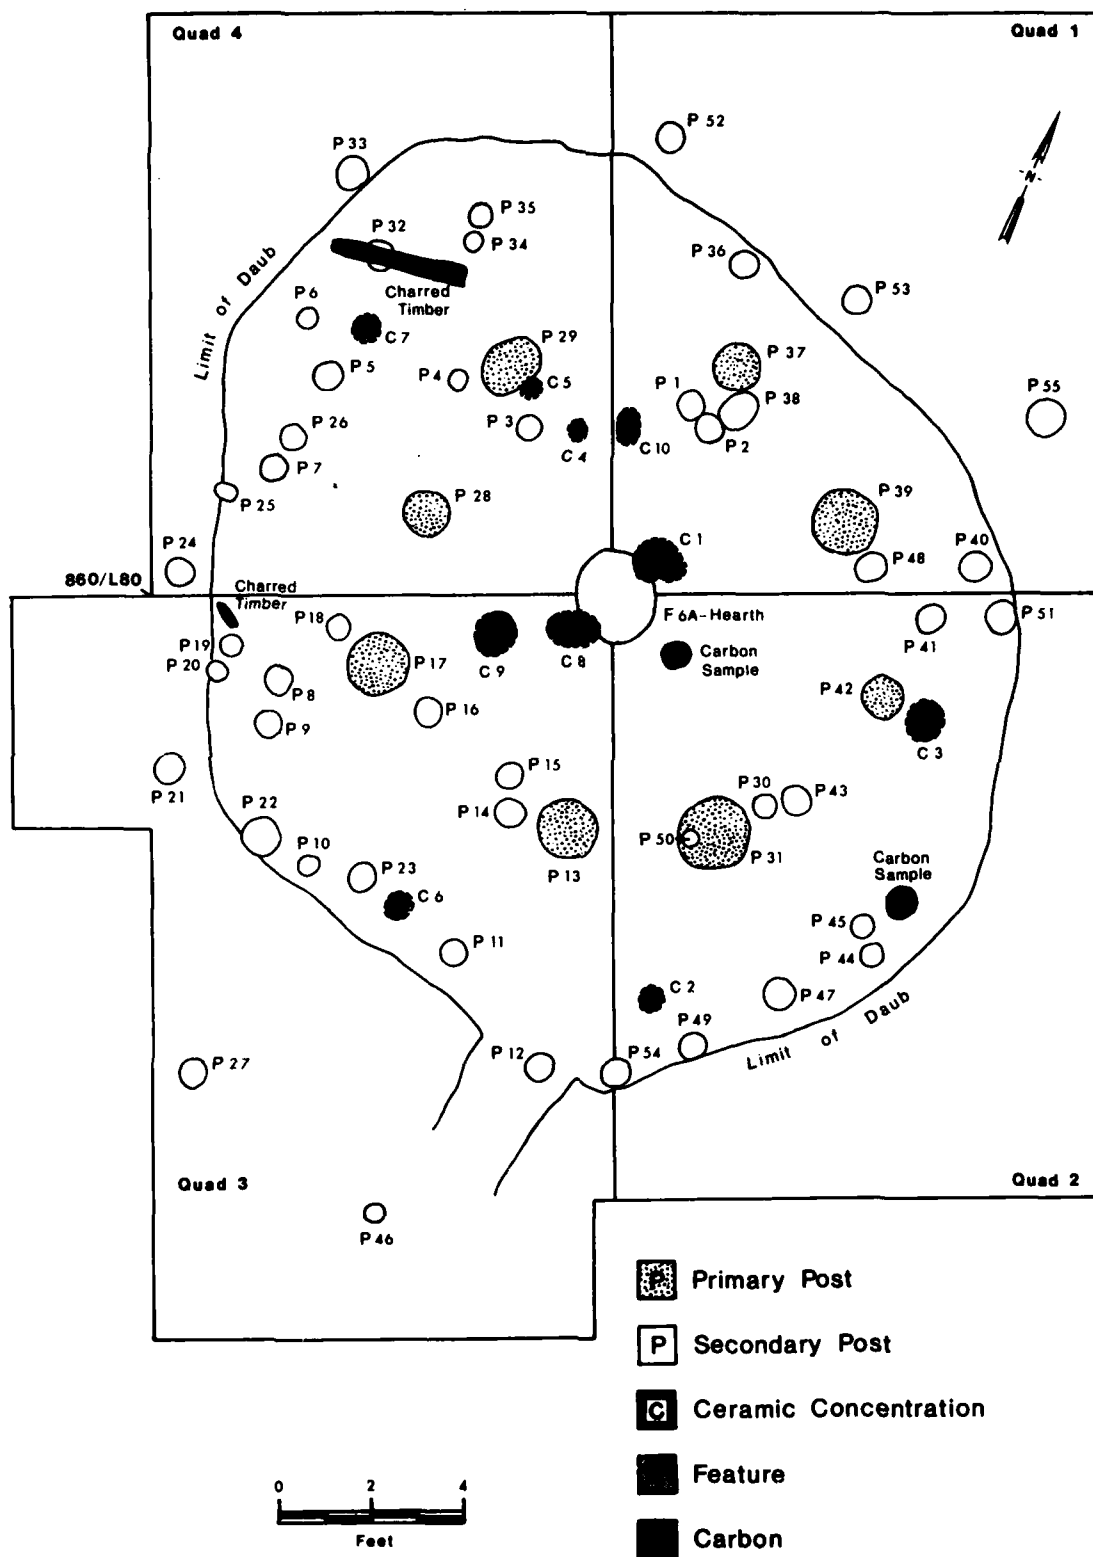 Quad 4
Quad 1
P 52
P 33
N
P 35
P 32
P 34
P 36
Limit of Daub
Charred
Timber
P 53
P 6
C 7
P 29
P 37
P 5
P 4
C 5
P 1
P 38
P 55
P 26
P 3
C 4
C 10
P 2
P 7
P 25
P 28
P 39
P 24
C 1
P 48
P 40
860/L80
Charred
Timber
P 18
F 6A-Hearth
P 51
P 19
P 41
P 20
P 17
C 9
C 8
Carbon
Sample
P 8
P 42
P 9
P 16
C 3
P 15
P 21
P 30
P 43
P 22
P 14
P 50
P 10
P 23
P 13
P 31
Carbon
Sample
C 6
P 45
P 11
P 44
C 2
P 47
P 49
P 12
P 54
Limit of Daub
P 27
Quad 3
Quad 2
P 46
P Primary Post
P Secondary Post
C Ceramic Concentration
Feature
Carbon
0 2 4
Feet